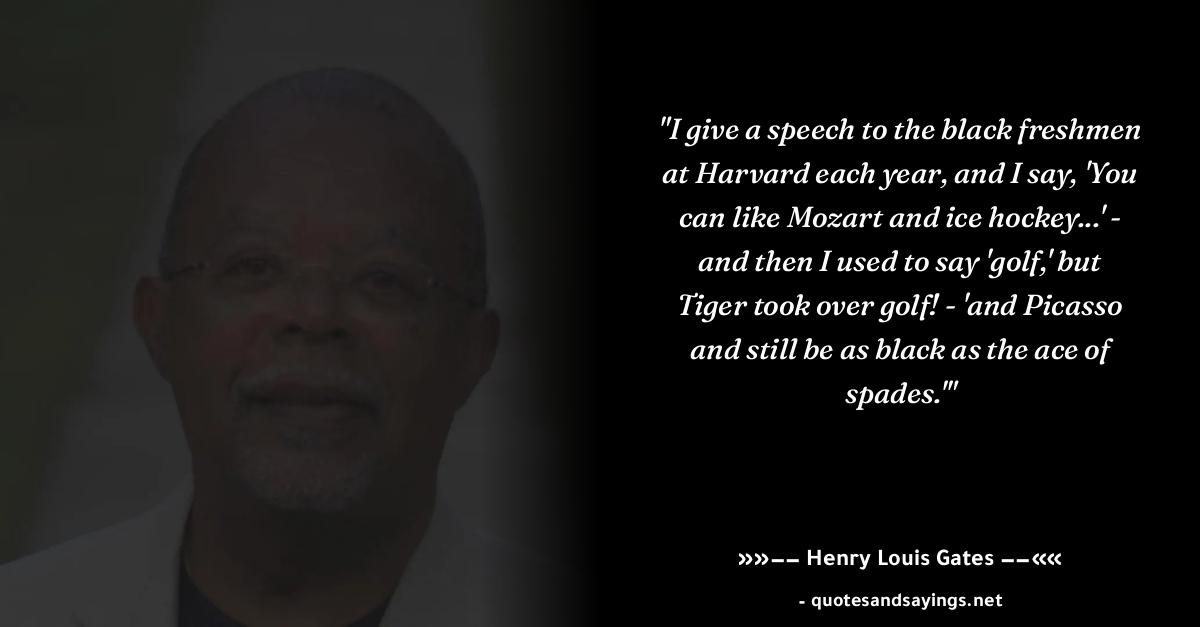 "I give a speech to the black freshmen
at Harvard each year, and I say, 'You
can like Mozart and ice hockey...' -
and then I used to say 'golf,' but
Tiger took over golf! - 'and Picasso
and still be as black as the ace of
spades.'"
»»−− Henry Louis Gates −−««
- quotesandsayings.net